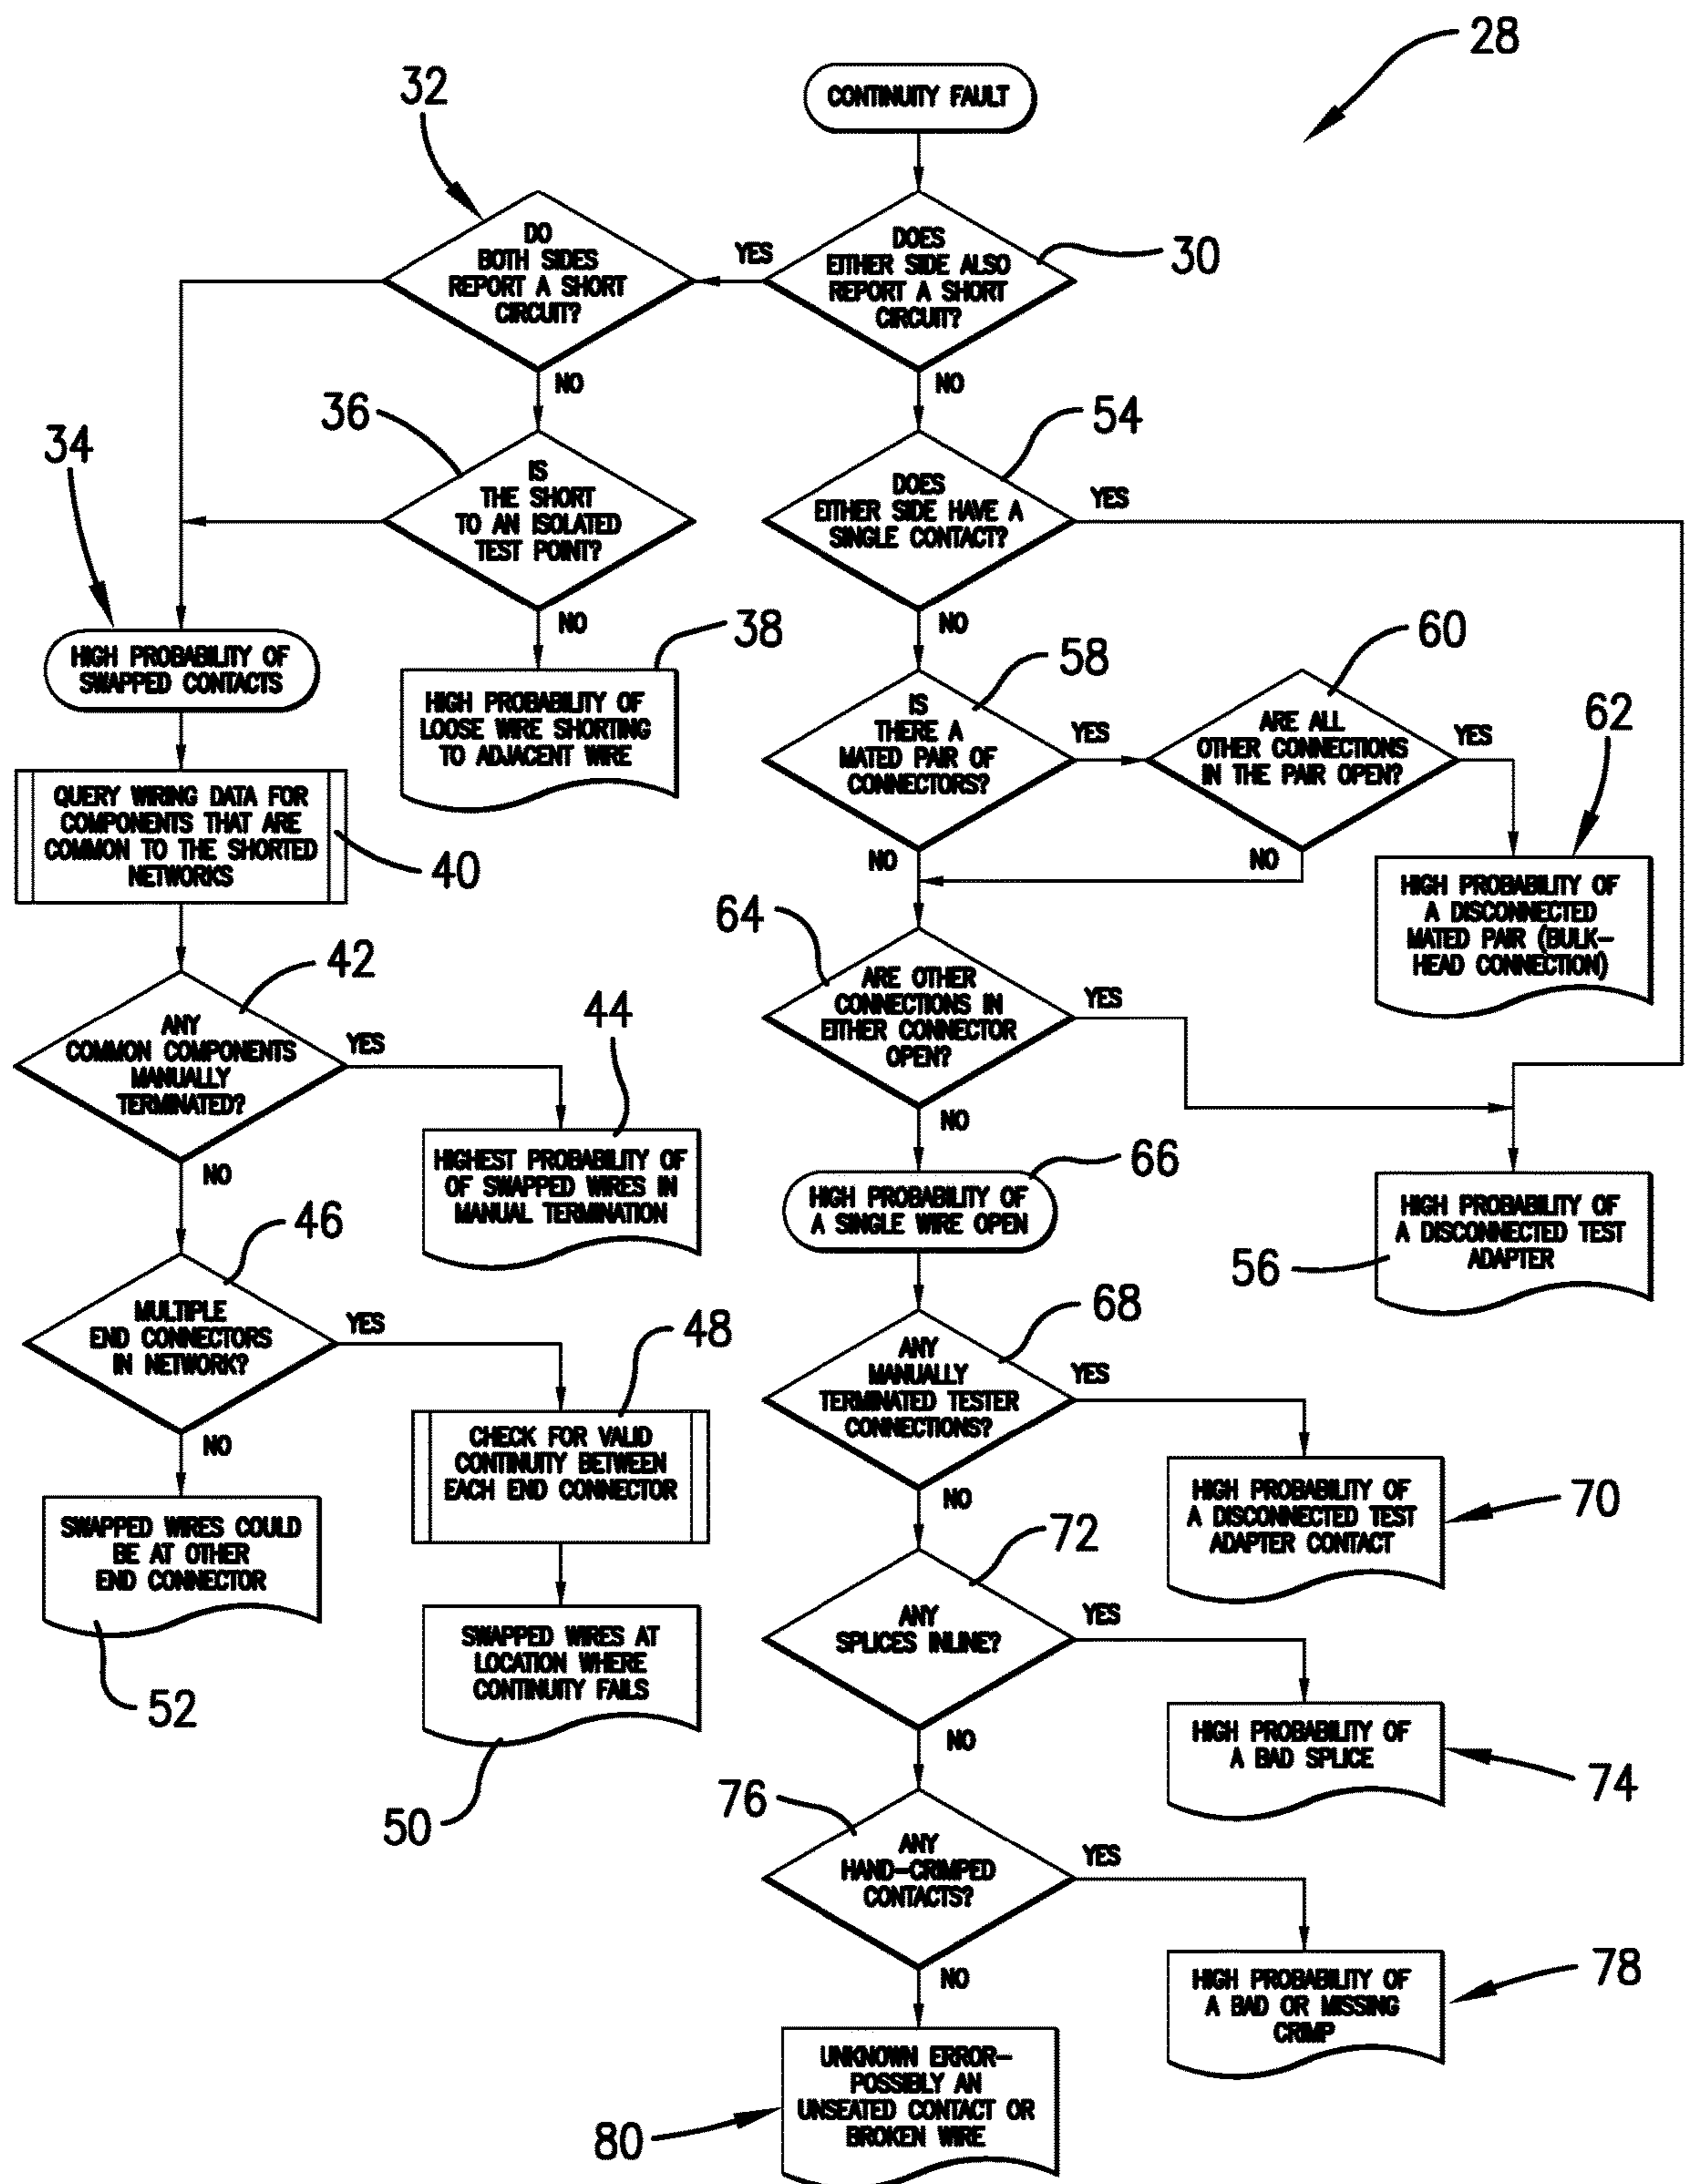 28
CONTINUITY FAULT
32
DO
BOTH SIDES
REPORT A SHORT
CIRCUIT?
YES
DOES
EITHER SIDE ALSO
REPORT A SHORT
CIRCUIT?
30
NO
NO
36
IS
THE SHORT
TO AN ISOLATED
TEST POINT?
54
DOES
EITHER SIDE HAVE A
SINGLE CONTACT?
YES
34
HIGH PROBABILITY OF
SWAPPED CONTACTS
NO
38
HIGH PROBABILITY OF
LOOSE WIRE SHORTING
TO ADJACENT WIRE
NO
58
IS
THERE A
MATED PAIR OF
CONNECTORS?
YES
60
ARE ALL
OTHER CONNECTIONS
IN THE PAIR OPEN?
YES
62
QUERY WIRING DATA FOR
COMPONENTS THAT ARE
COMMON TO THE SHORTED
NETWORKS
40
NO
NO
HIGH PROBABILITY OF
A DISCONNECTED
MATED PAIR (BULK-
HEAD CONNECTION)
64
ARE OTHER
CONNECTIONS IN
EITHER CONNECTOR
OPEN?
YES
42
ANY
COMMON COMPONENTS
MANUALLY
TERMINATED?
YES
44
HIGHEST PROBABILITY OF
OF SWAPPED WIRES IN
MANUAL TERMINATION
NO
NO
66
HIGH PROBABILITY OF
A SINGLE WIRE OPEN
HIGH PROBABILITY OF
A DISCONNECTED TEST
ADAPTER
56
46
MULTIPLE
END CONNECTORS
IN NETWORK?
YES
48
CHECK FOR VALID
CONTINUITY BETWEEN
EACH END CONNECTOR
68
ANY
MANUALLY
TERMINATED TESTER
CONNECTIONS?
YES
NO
NO
HIGH PROBABILITY OF
A DISCONNECTED TEST
ADAPTER CONTACT
70
SWAPPED WIRES COULD
BE AT OTHER
END CONNECTOR
52
SWAPPED WIRES AT
LOCATION WHERE
CONTINUITY FAILS
50
72
ANY
SPLICES INLINE?
YES
NO
HIGH PROBABILITY OF
A BAD SPLICE
74
76
ANY
HAND-CRIMPED
CONTACTS?
YES
NO
HIGH PROBABILITY OF
A BAD OR MISSING
CRIMP
78
UNKNOWN ERROR-
POSSIBLY AN
UNSEATED CONTACT OR
BROKEN WIRE
80